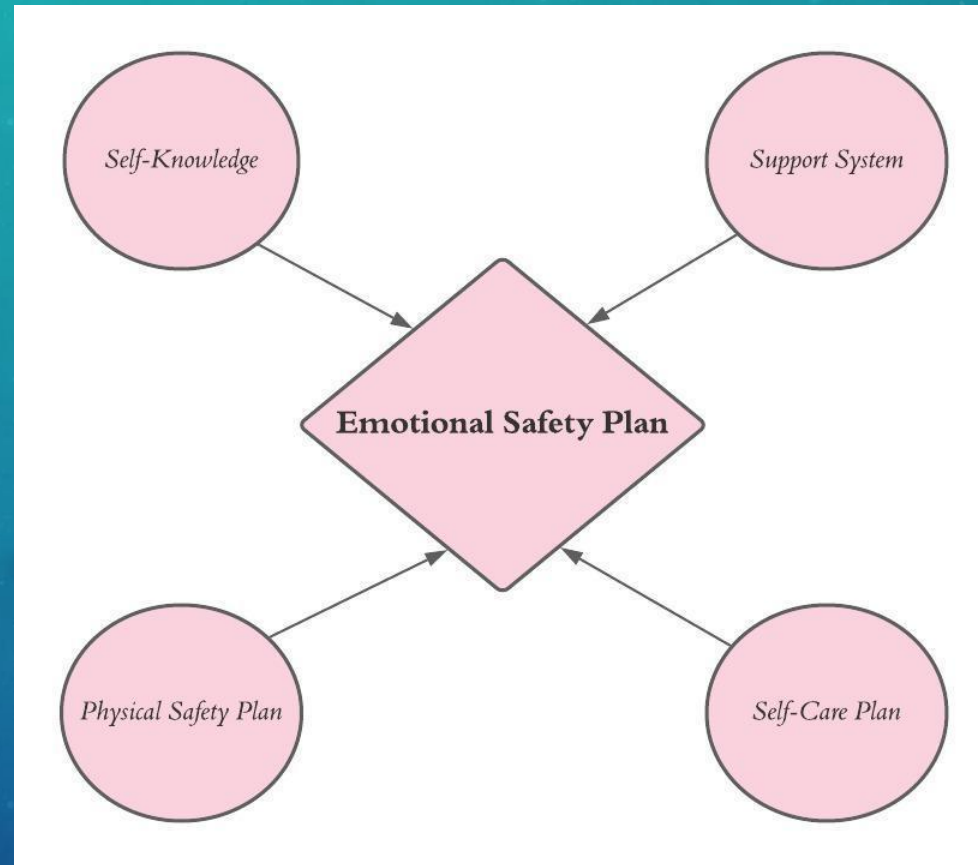 Self-Knowledge
Support System
Emotional Safety Plan
Physical Safety Plan
Self-Care Plan